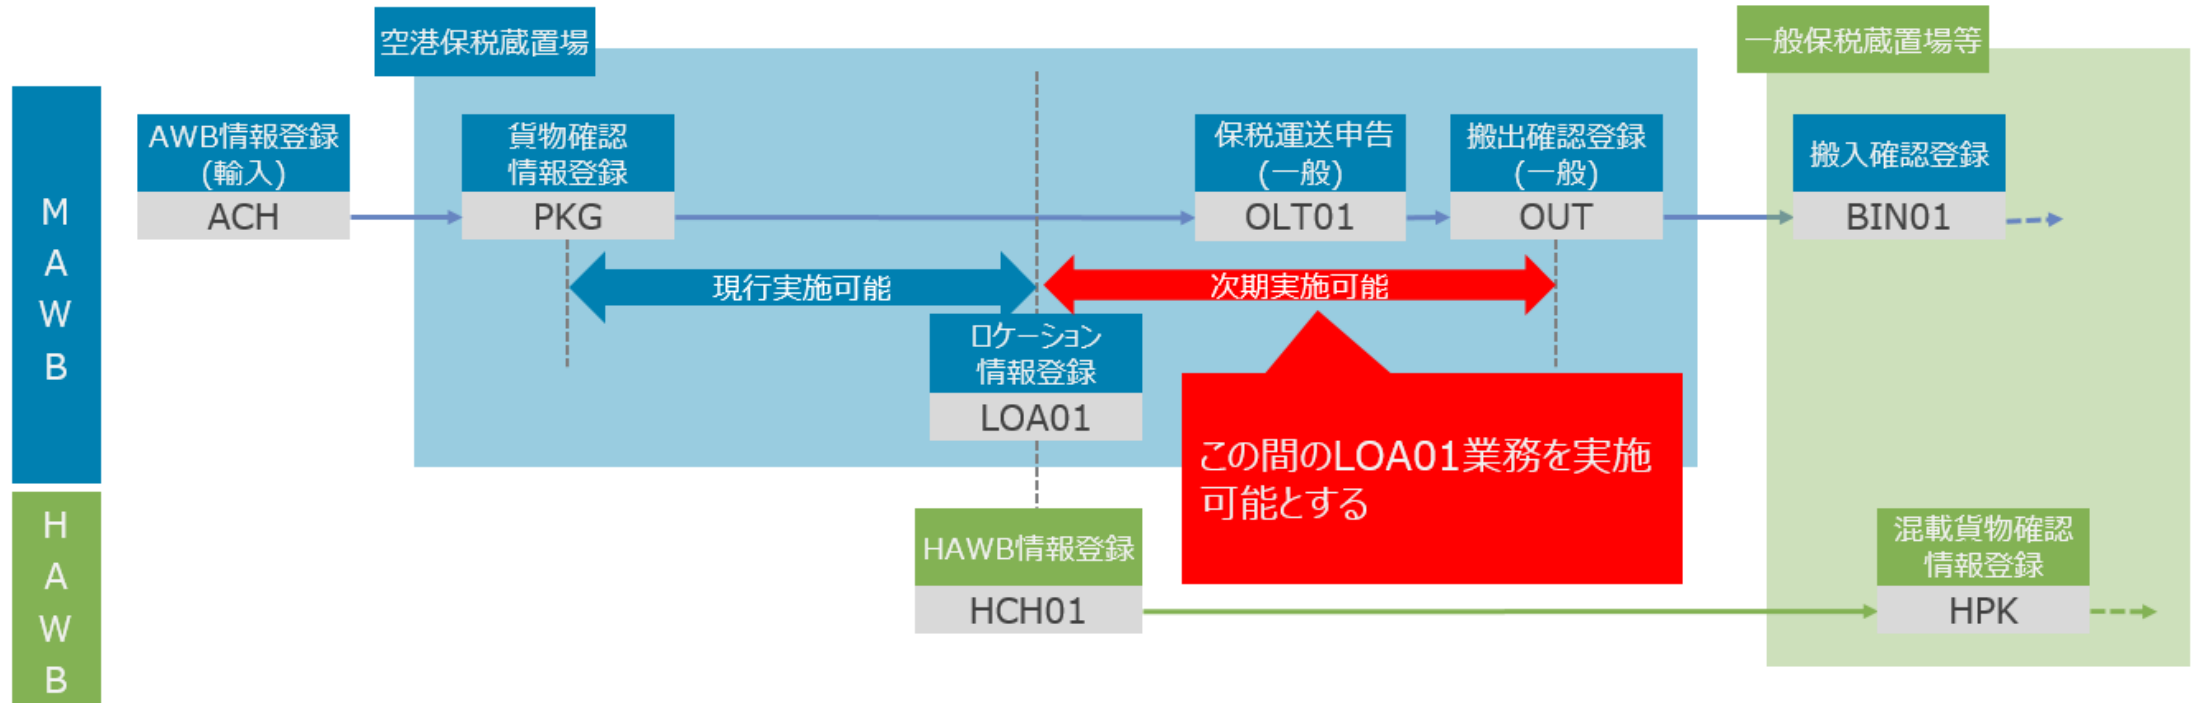 空港保税蔵置場
一般保税蔵置場等
M
A
W
B
AWB情報登録
(輸入)
ACH
貨物確認
情報登録
PKG
保税運送申告
(一般)
OLT01
搬出確認登録
(一般)
OUT
搬入確認登録
BIN01
現行実施可能
次期実施可能
ロケーション
情報登録
LOA01
この間のLOA01業務を実施
可能とする
H
A
W
B
HAWB情報登録
HCH01
混載貨物確認
情報登録
HPK